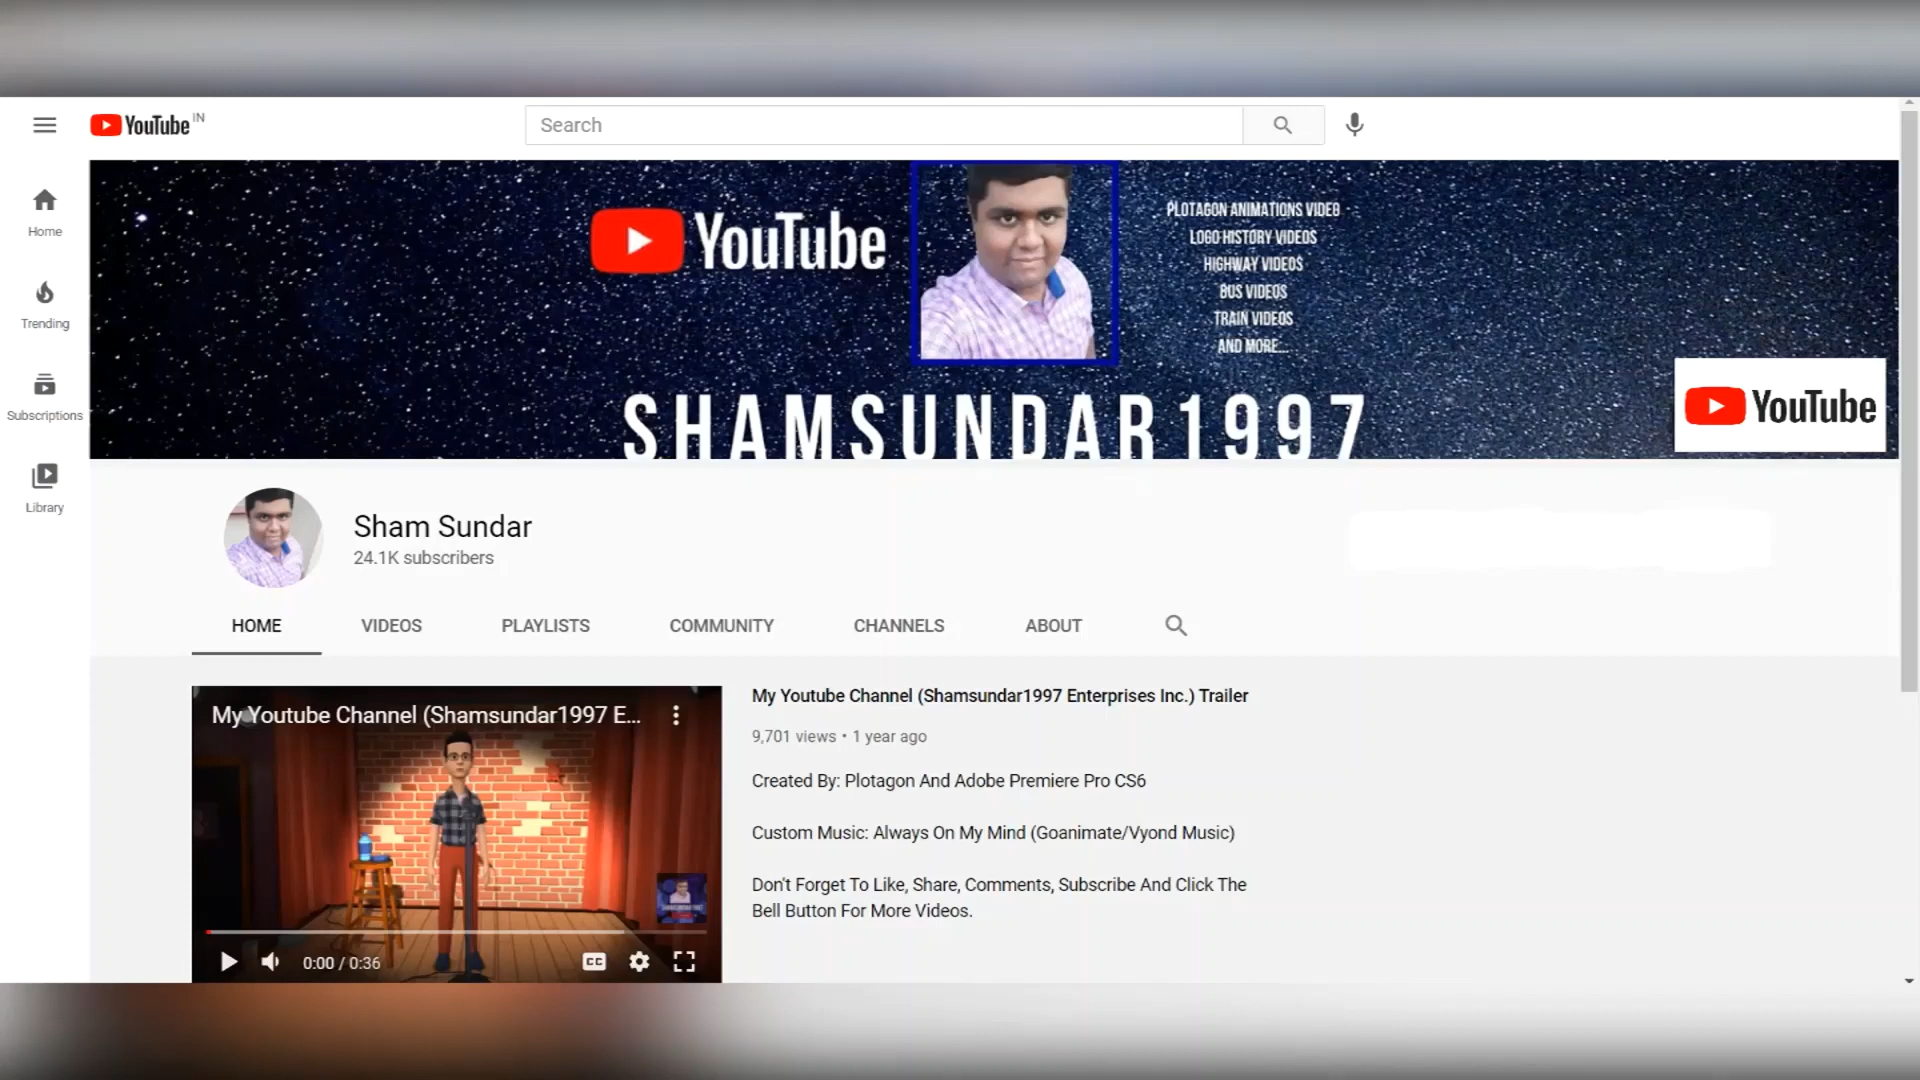 YouTube IN
Search
Home
Trending
Subscriptions
Library
YouTube
PLOTAGON ANIMATIONS VIDEO
LOGO HISTORY VIDEOS
HIGHWAY VIDEOS
BUS VIDEOS
TRAIN VIDEOS
AND MORE...
SHAMSUNDAR1997
YouTube
Sham Sundar
24.1K subscribers
HOME VIDEOS PLAYLISTS COMMUNITY CHANNELS ABOUT
My Youtube Channel (Shamsundar1997 E...
SHAMSUNDAR1997
CC
0:00 / 0:36
My Youtube Channel (Shamsundar1997 Enterprises Inc.) Trailer
9,701 views • 1 year ago
Created By: Plotagon And Adobe Premiere Pro CS6
Custom Music: Always On My Mind (Goanimate/Vyond Music)
Don't Forget To Like, Share, Comments, Subscribe And Click The
Bell Button For More Videos.